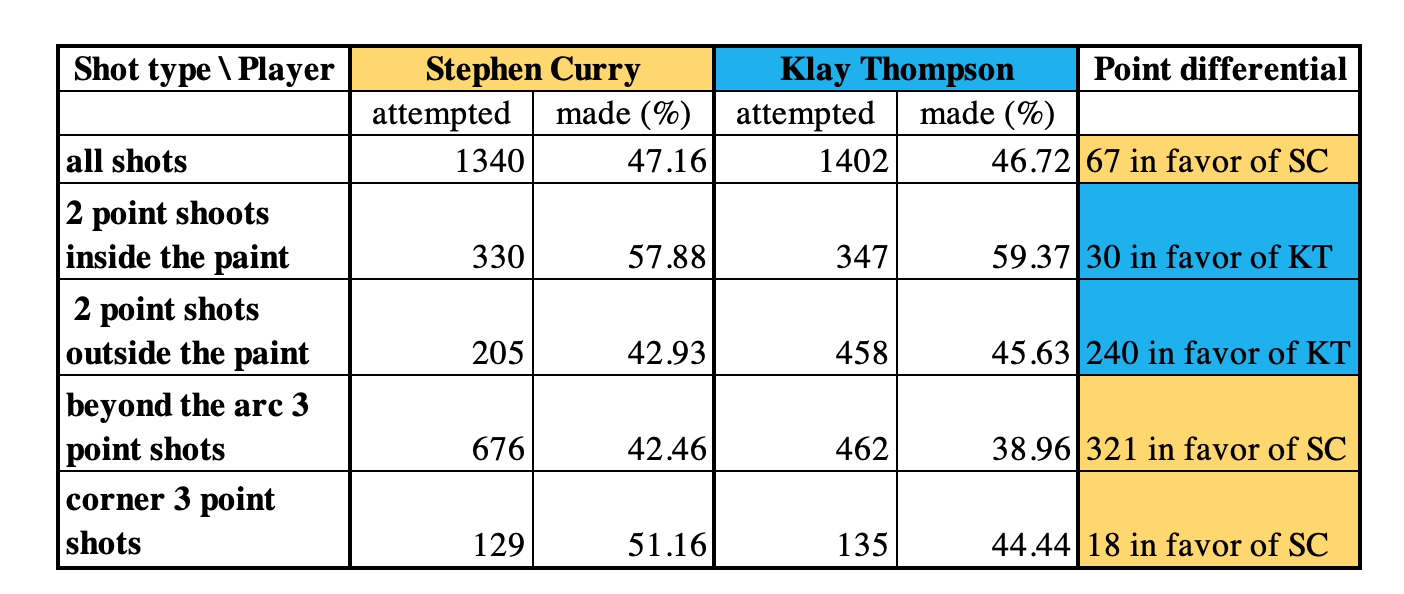 Shot type \ Player Stephen Curry Klay Thompson Point differential
attempted made (%) attempted made (%)
all shots 1340 47.16 1402 46.72 67 in favor of SC
2 point shoots
inside the paint 330 57.88 347 59.37 30 in favor of KT
2 point shots
outside the paint 205 42.93 458 45.63 240 in favor of KT
beyond the arc 3
point shots 676 42.46 462 38.96 321 in favor of SC
corner 3 point
shots 129 51.16 135 44.44 18 in favor of SC